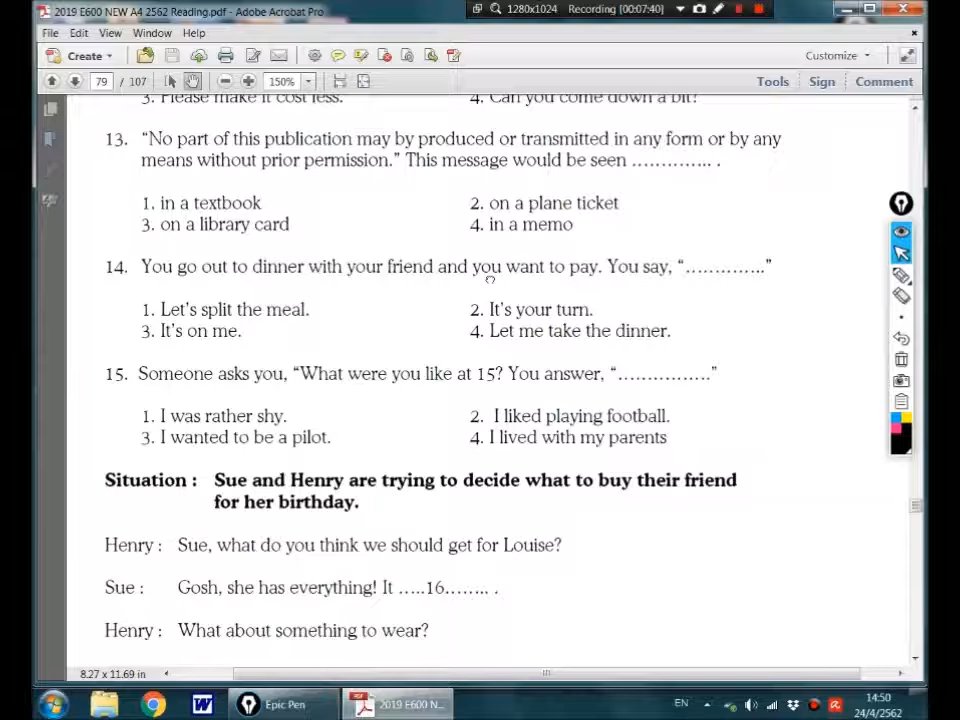 2019 E600 NEW A4 2562 Reading.pdf - Adobe Acrobat Pro
1280x1024 Recording [00:07:40]
File Edit View Window Help
Create Customize
79 / 107 150% Tools Sign Comment
3. Please make it cost less. 4. Can you come down a bit?
13. “No part of this publication may by produced or transmitted in any form or by any
means without prior permission.” This message would be seen ………….. .
1. in a textbook 2. on a plane ticket
3. on a library card 4. in a memo
14. You go out to dinner with your friend and you want to pay. You say, “…………..”
1. Let’s split the meal. 2. It’s your turn.
3. It’s on me. 4. Let me take the dinner.
15. Someone asks you, “What were you like at 15? You answer, “…………….”
1. I was rather shy. 2. I liked playing football.
3. I wanted to be a pilot. 4. I lived with my parents
Situation : Sue and Henry are trying to decide what to buy their friend
for her birthday.
Henry : Sue, what do you think we should get for Louise?
Sue : Gosh, she has everything! It …..16…….. .
Henry : What about something to wear?
8.27 x 11.69 in
Epic Pen 2019 E600 N... EN 14:50
24/4/2562